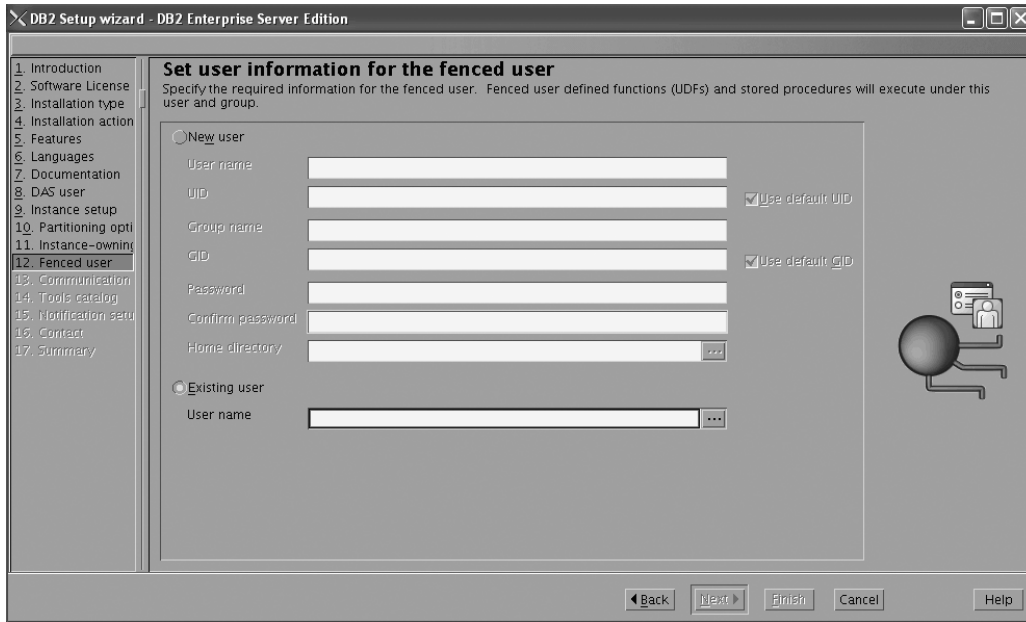 DB2 Setup wizard - DB2 Enterprise Server Edition
1. Introduction
2. Software License
3. Installation type
4. Installation action
5. Features
6. Languages
7. Documentation
8. DAS user
9. Instance setup
10. Partitioning opti
11. Instance-owning
12. Fenced user
13. Communication
14. Tools catalog
15. Notification setu
16. Contact
17. Summary
Set user information for the fenced user
Specify the required information for the fenced user. Fenced user defined functions (UDFs) and stored procedures will execute under this
user and group.
New user
User name
UID
Use default UID
Group name
GID
Use default GID
Password
Confirm password
Home directory
...
Existing user
User name
...
Back
Next
Finish
Cancel
Help